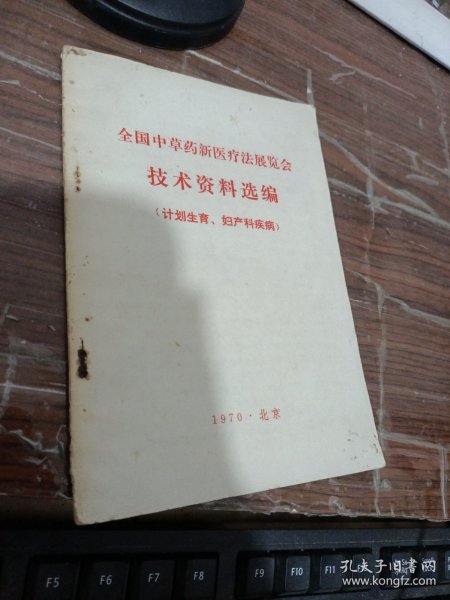 全国中草药新医疗法展览会
技术资料选编
（计划生育、妇产科疾病）
1970·北京
F5
F6
F7
F8
F9
F10
F11
孔夫子旧书网
www.kongfz.com